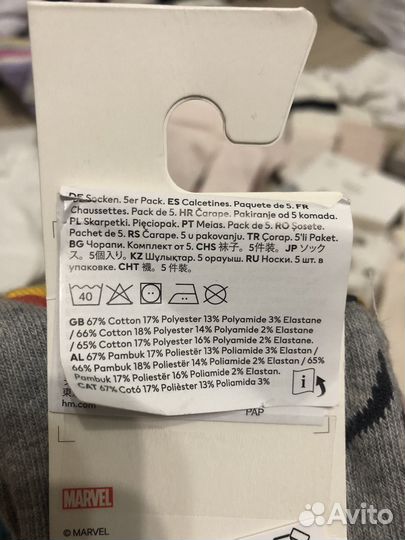 DE Socken. 5er Pack. ES Calcetines. Paquete de 5. FR
Chaussettes. Pack de 5. HR Čarape. Pakiranje od 5 komada.
PL Skarpetki. Pięciopak. PT Meias. Pack de 5. RO Șosete.
Pachet de 5. RS Čarape. 5 u pakovanju. TR Çorap. 5'li Paket.
BG Чорапи. Комплект от 5. CHS 袜子。5件装。JP ソック
ス。5個入り。KZ Шұлықтар. 5 орауыш. RU Носки. 5 шт. в
упаковке. CHT 襪。5 件裝。
40
GB 67% Cotton 17% Polyester 13% Polyamide 3% Elastane
/ 66% Cotton 18% Polyester 14% Polyamide 2% Elastane
/ 65% Cotton 17% Polyester 16% Polyamide 2% Elastane.
AL 67% Pambuk 17% Poliestër 13% Poliamide 3% Elastan /
66% Pambuk 18% Poliestër 14% Poliamide 2% Elastan / 65%
Pambuk 17% Poliestër 16% Poliamide 2% Elastan.
CAT 67% Cotó 17% Polièster 13% Poliamida 3%
hm.com
PAP
MARVEL
© MARVEL
Avito